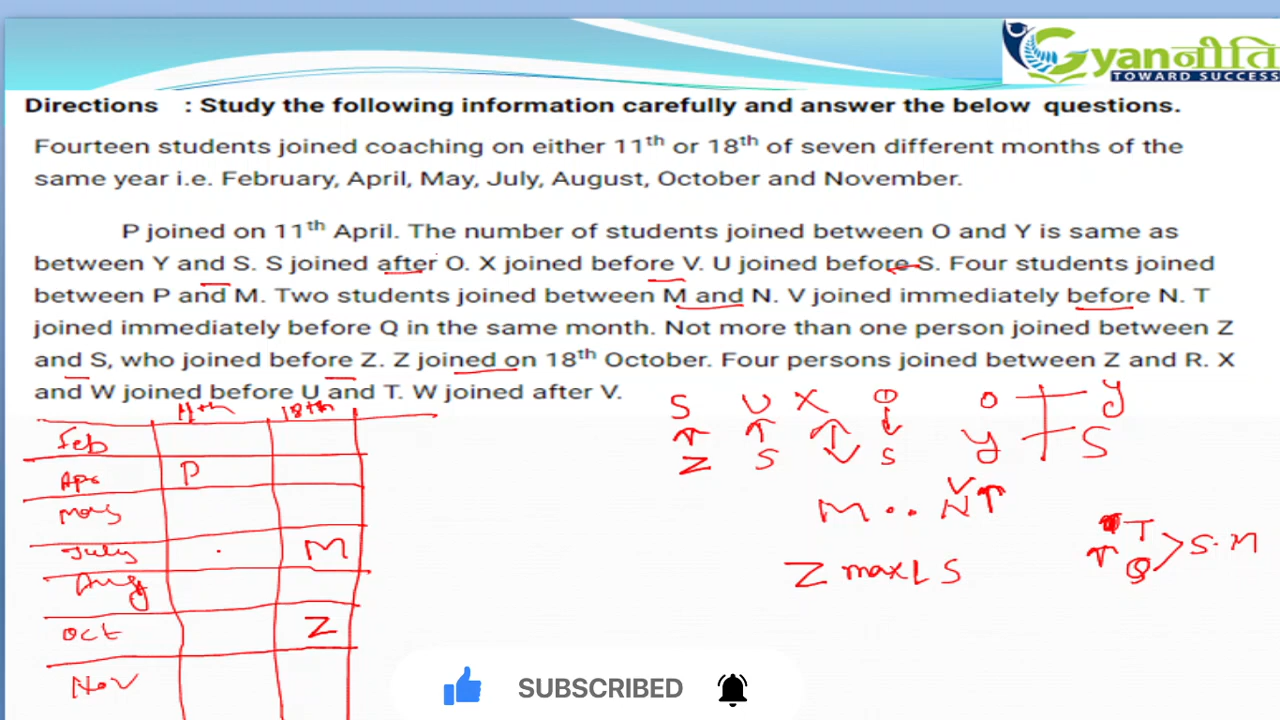 Gyanनीति
TOWARD SUCCESS
Directions : Study the following information carefully and answer the below questions.
Fourteen students joined coaching on either 11th or 18th of seven different months of the
same year i.e. February, April, May, July, August, October and November.
P joined on 11th April. The number of students joined between O and Y is same as
between Y and S. S joined after O. X joined before V. U joined before S. Four students joined
between P and M. Two students joined between M and N. V joined immediately before N. T
joined immediately before Q in the same month. Not more than one person joined between Z
and S, who joined before Z. Z joined on 18th October. Four persons joined between Z and R. X
and W joined before U and T. W joined after V.
11th 18th
Feb
Apr P
May
July M
Aug
Oct Z
Nov
S U X O O Y
Z S V S Y S
V
M . . N
T
Q S.M
Z max 1 S
SUBSCRIBED